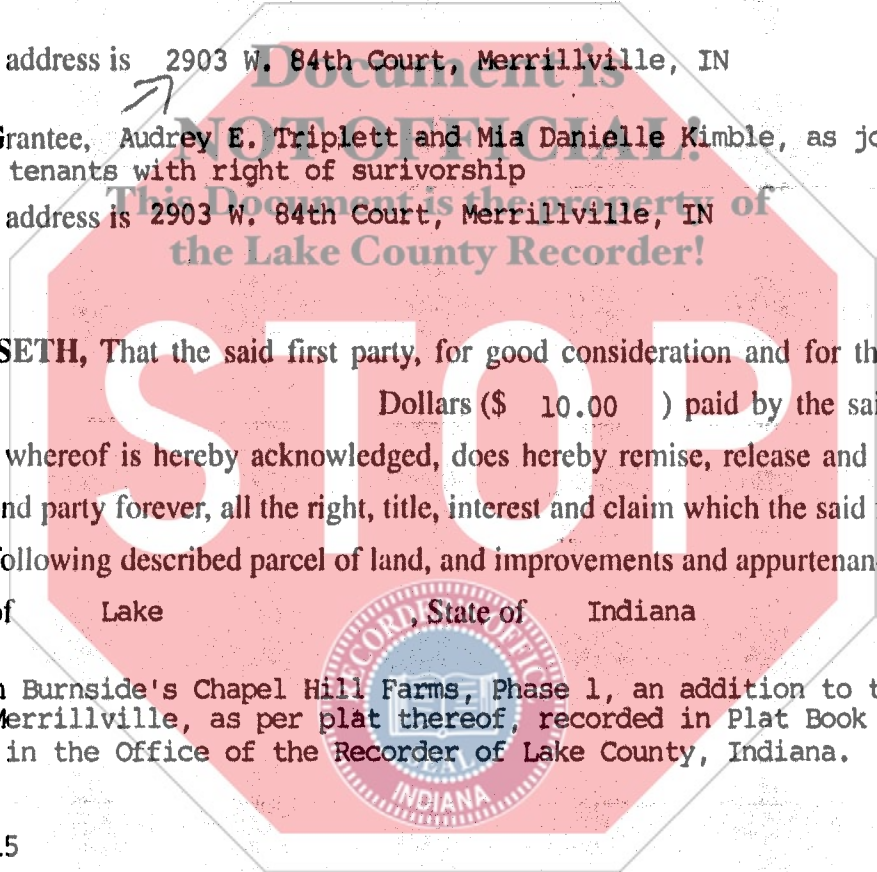 address is 2903 W. 84th Court, Merrillville, IN
Document is
NOT OFFICIAL!
Grantee, Audrey E. Triplett and Mia Danielle Kimble, as jo
tenants with right of surivorship
This Document is the property of
address is 2903 W. 84th Court, Merrillville, IN
the Lake County Recorder!
STOP
SETH, That the said first party, for good consideration and for th
Dollars ($ 10.00 ) paid by the sai
whereof is hereby acknowledged, does hereby remise, release and
nd party forever, all the right, title, interest and claim which the said
ollowing described parcel of land, and improvements and appurtenan
of Lake , State of Indiana
RECORDER'S OFFICE
n Burnside's Chapel Hill Farms, Phase 1, an addition to t
Merrillville, as per plat thereof, recorded in Plat Book
in the Office of the Recorder of Lake County, Indiana.
SEAL
INDIANA
.5